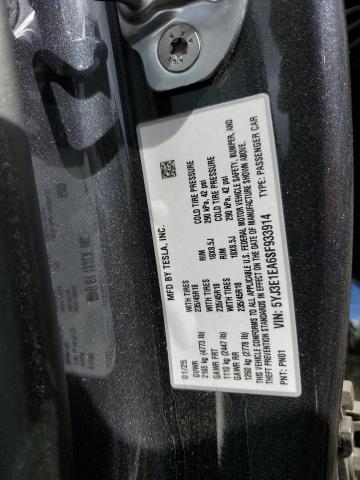 MFD BY TESLA, INC.
01/25
GVWR
2165 kg (4773 lb)
WITH TIRES
235/45R18
RIM
18X8.5J
COLD TIRE PRESSURE
290 kPa, 42 psi
GAWR FRT
1110 kg (2447 lb)
WITH TIRES
235/45R18
RIM
18X8.5J
COLD TIRE PRESSURE
290 kPa, 42 psi
GAWR RR
1260 kg (2778 lb)
THIS VEHICLE CONFORMS TO ALL APPLICABLE U.S. FEDERAL MOTOR VEHICLE SAFETY, BUMPER, AND
THEFT PREVENTION STANDARDS IN EFFECT ON THE DATE OF MANUFACTURE SHOWN ABOVE.
VIN: 5YJ3E1EA6SF933914
TYPE: PASSENGER CAR
PNT: PN01